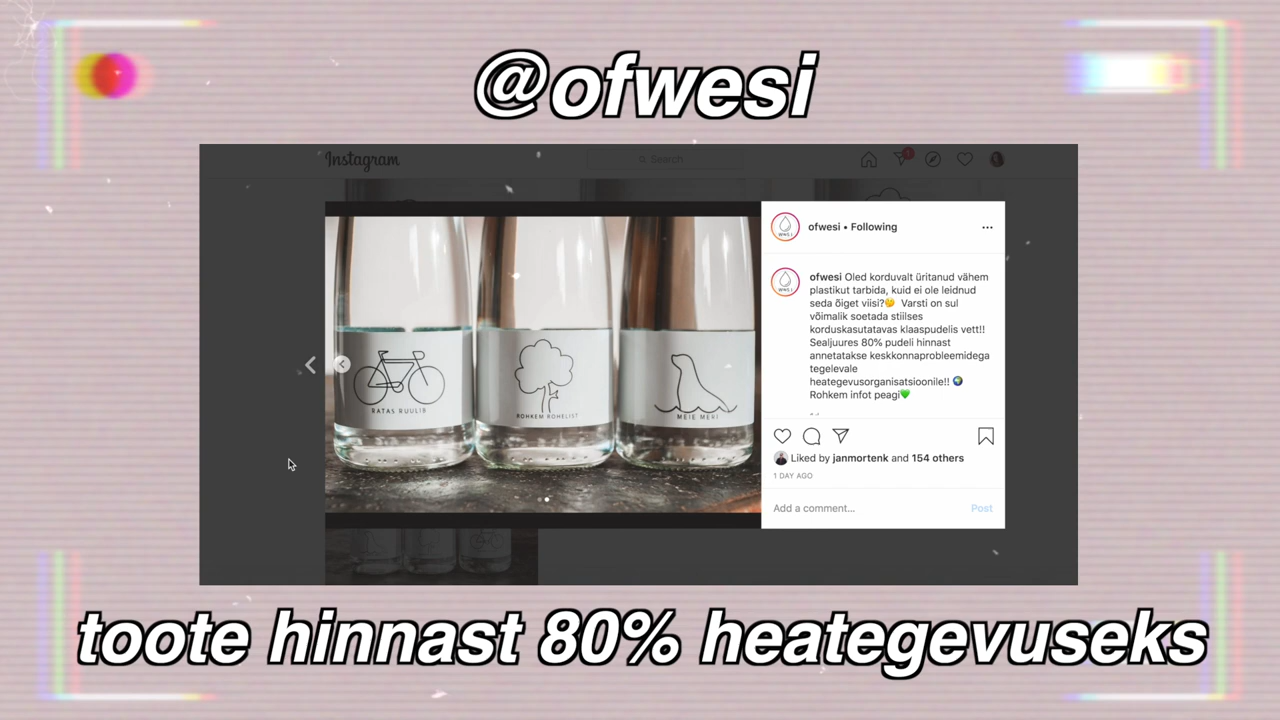 @ofwesi
Instagram
Search
1
ofwesi • Following
ofwesi Oled korduvalt üritanud vähem
plastikut tarbida, kuid ei ole leidnud
seda õiget viisi?🤔 Varsti on sul
võimalik soetada stiilses
korduskasutatavas klaaspudelis vett!!
Sealjuures 80% pudeli hinnast
annetatakse keskkonnaprobleemidega
tegelevale
heategevusorganisatsioonile!! 🌍
Rohkem infot peagi💚
RATAS RUULIB
ROHKEM ROHELIST
MEIE MERI
Liked by janmortenk and 154 others
1 DAY AGO
Add a comment... Post
toote hinnast 80% heategevuseks